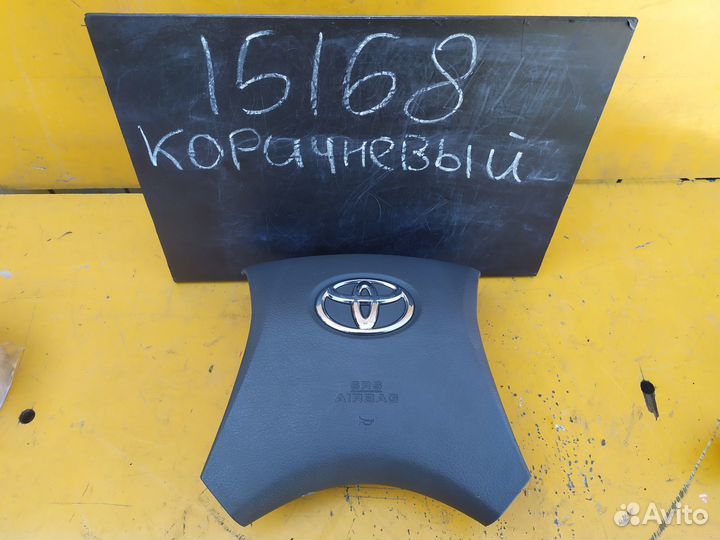 15168
корачневый
SRS
AIRBAG
Avito